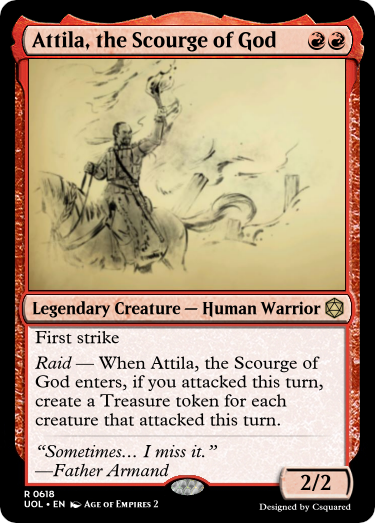 Attila, the Scourge of God
Legendary Creature — Human Warrior
First strike
Raid — When Attila, the Scourge of
God enters, if you attacked this turn,
create a Treasure token for each
creature that attacked this turn.
“Sometimes… I miss it.”
—Father Armand
2/2
R 0618
UOL • EN Age of Empires 2
Designed by Csquared